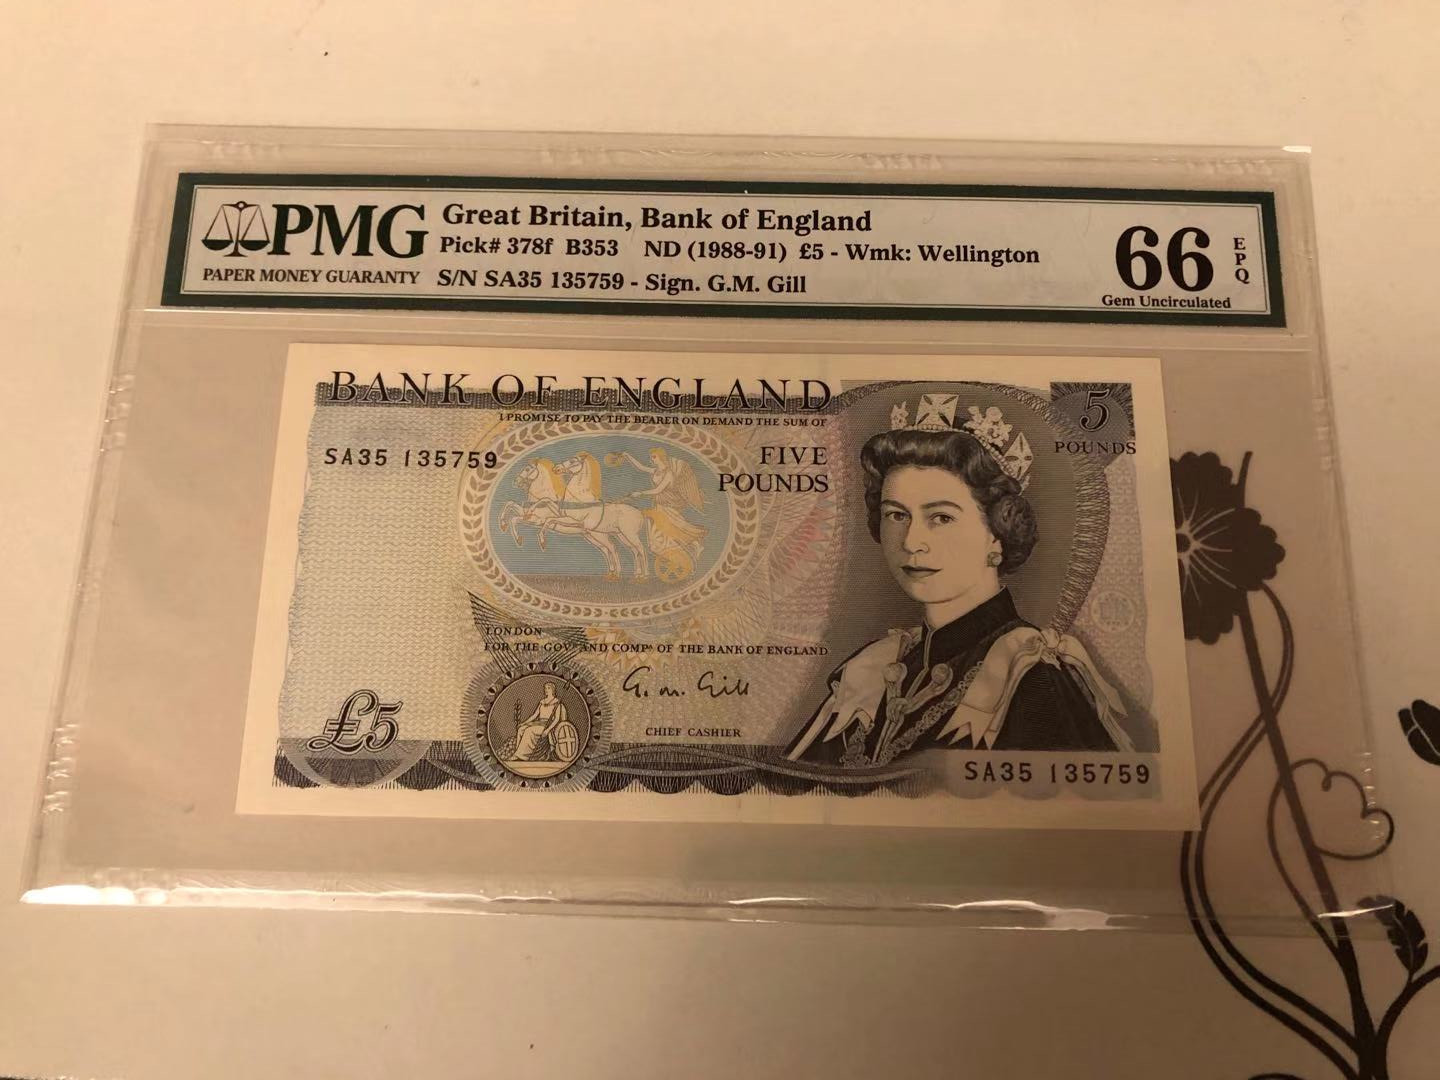 PMG
PAPER MONEY GUARANTY
Great Britain, Bank of England
Pick# 378f B353 ND (1988-91) £5 - Wmk: Wellington
S/N SA35 135759 - Sign. G.M. Gill
66
EPQ
Gem Uncirculated
BANK OF ENGLAND
I PROMISE TO PAY THE BEARER ON DEMAND THE SUM OF
5
POUNDS
SA35 135759
FIVE
POUNDS
LONDON
FOR THE GOVR AND COMPA OF THE BANK OF ENGLAND
G. M. Gill
CHIEF CASHIER
£5
SA35 135759